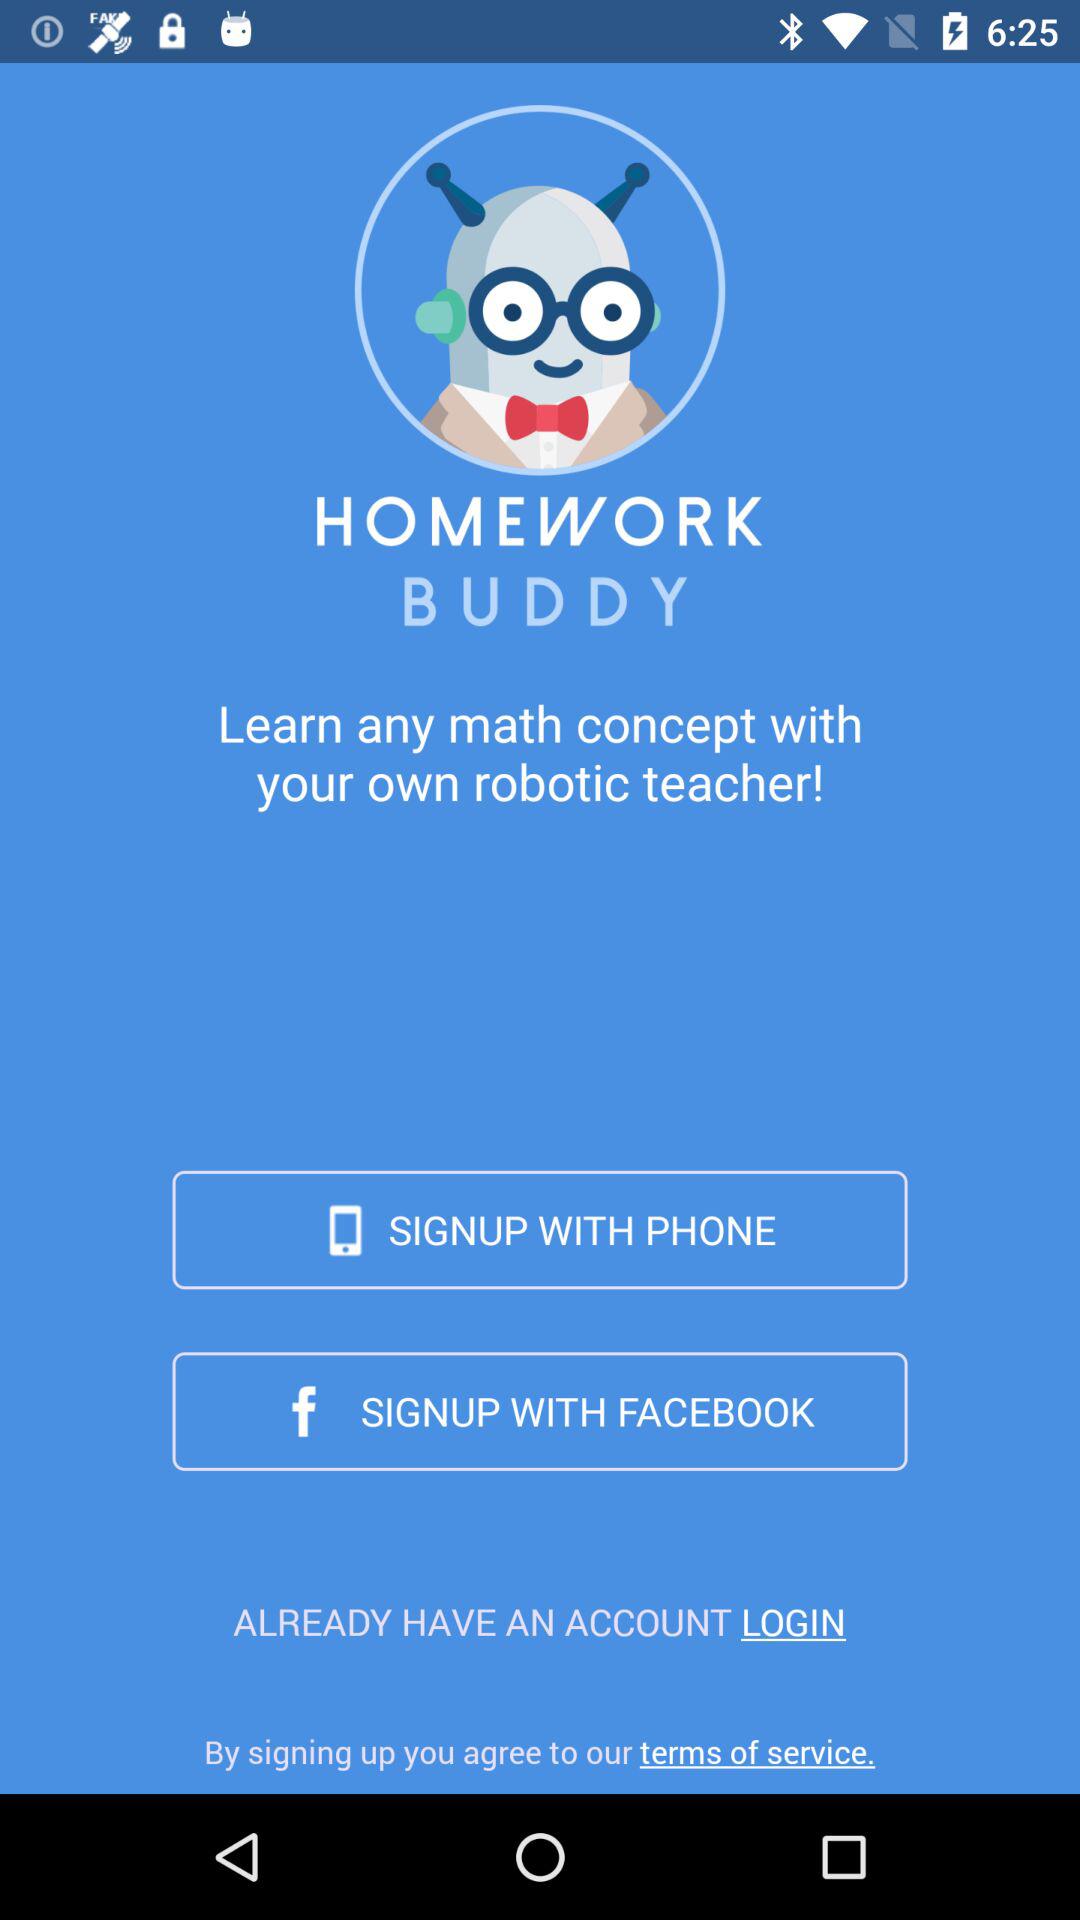 FAKE
6:25
HOMEWORK
BUDDY
Learn any math concept with
your own robotic teacher!
SIGNUP WITH PHONE
f SIGNUP WITH FACEBOOK
ALREADY HAVE AN ACCOUNT LOGIN
By signing up you agree to our terms of service.